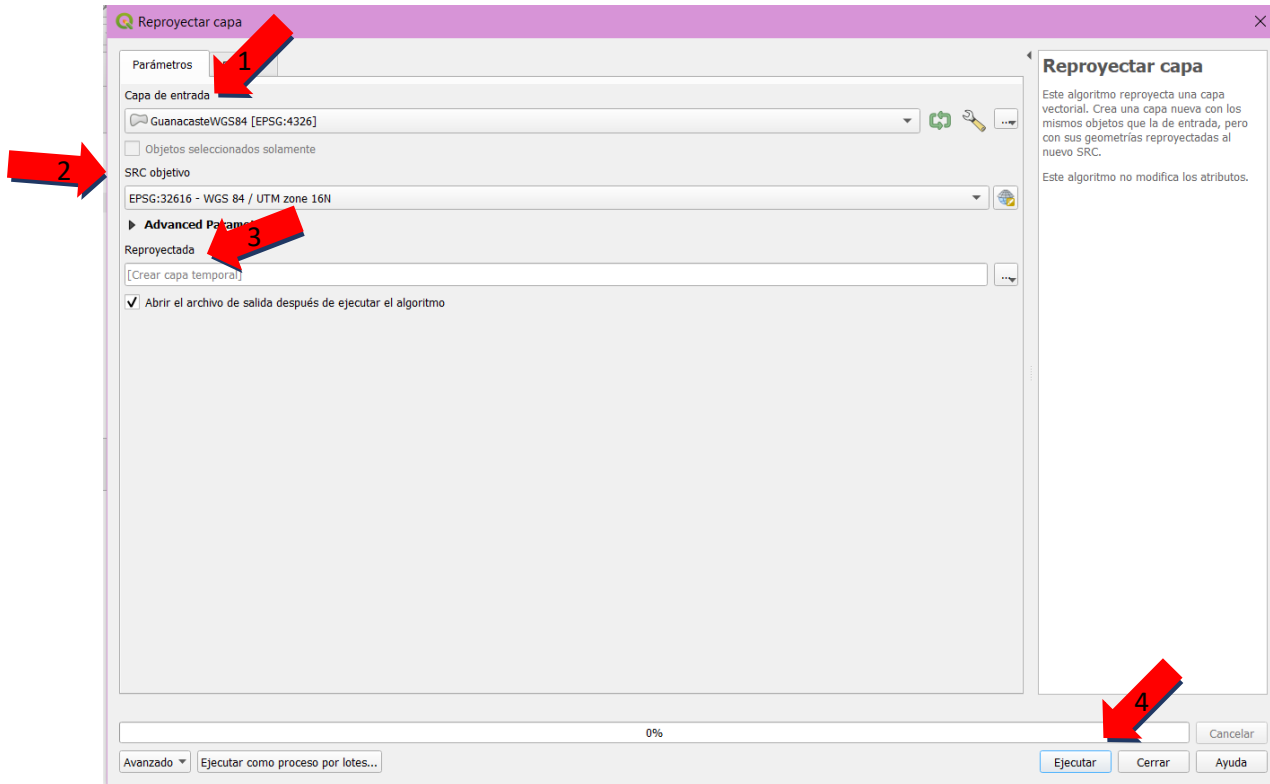 Reproyectar capa
1
Parámetros
Capa de entrada
GuanacasteWGS84 [EPSG:4326]
...
Objetos seleccionados solamente
2
SRC objetivo
EPSG:32616 - WGS 84 / UTM zone 16N
Advanced
3
Reproyectada
[Crear capa temporal]
...
Abrir el archivo de salida después de ejecutar el algoritmo
Reproyectar capa
Este algoritmo reproyecta una capa
vectorial. Crea una capa nueva con los
mismos objetos que la de entrada, pero
con sus geometrías reproyectadas al
nuevo SRC.
Este algoritmo no modifica los atributos.
4
0%
Cancelar
Avanzado
Ejecutar como proceso por lotes...
Ejecutar
Cerrar
Ayuda